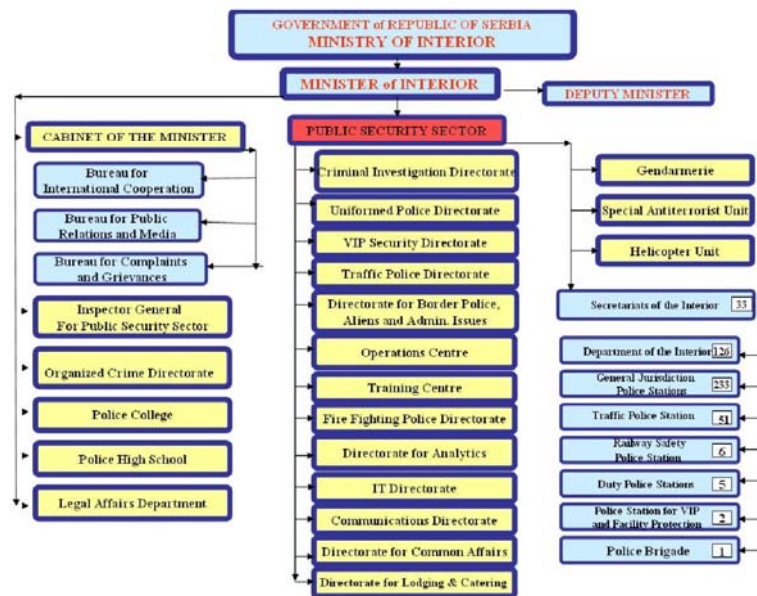 GOVERNMENT of REPUBLIC OF SERBIA
MINISTRY OF INTERIOR
MINISTER of INTERIOR
DEPUTY MINISTER
CABINET OF THE MINISTER
Bureau for
International Cooperation
Bureau for Public
Relations and Media
Bureau for Complaints
and Grievances
Inspector General
For Public Security Sector
Organized Crime Directorate
Police College
Police High School
Legal Affairs Department
PUBLIC SECURITY SECTOR
Criminal Investigation Directorate
Uniformed Police Directorate
VIP Security Directorate
Traffic Police Directorate
Directorate for Border Police,
Aliens and Admin. Issues
Operations Centre
Training Centre
Fire Fighting Police Directorate
Directorate for Analytics
IT Directorate
Communications Directorate
Directorate for Common Affairs
Directorate for Lodging & Catering
Gendarmerie
Special Antiterrorist Unit
Helicopter Unit
Secretariats of the Interior 33
Department of the Interior 126
General Jurisdiction
Police Stations 233
Traffic Police Station 51
Railway Safety
Police Station 6
Duty Police Stations 5
Police Station for VIP
and Facility Protection 2
Police Brigade 1